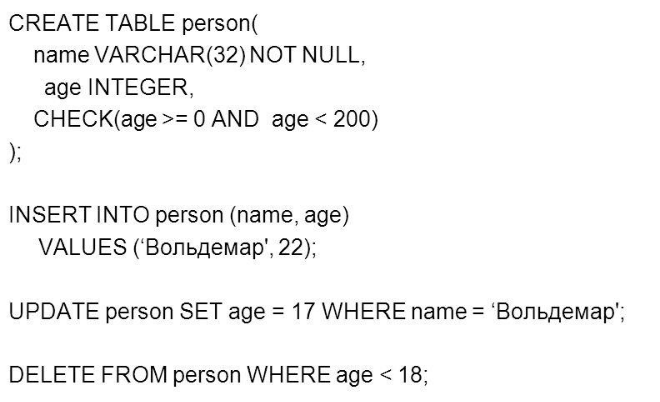 CREATE TABLE person(
name VARCHAR(32) NOT NULL,
age INTEGER,
CHECK(age >= 0 AND age < 200)
);
INSERT INTO person (name, age)
VALUES (‘Вольдемар', 22);
UPDATE person SET age = 17 WHERE name = ‘Вольдемар';
DELETE FROM person WHERE age < 18;